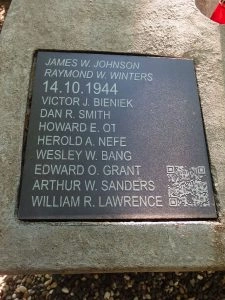 JAMES W. JOHNSON
RAYMOND W. WINTERS
14.10.1944
VICTOR J. BIENIEK
DAN R. SMITH
HOWARD E. OT
HEROLD A. NEFE
WESLEY W. BANG
EDWARD O. GRANT
ARTHUR W. SANDERS
WILLIAM R. LAWRENCE